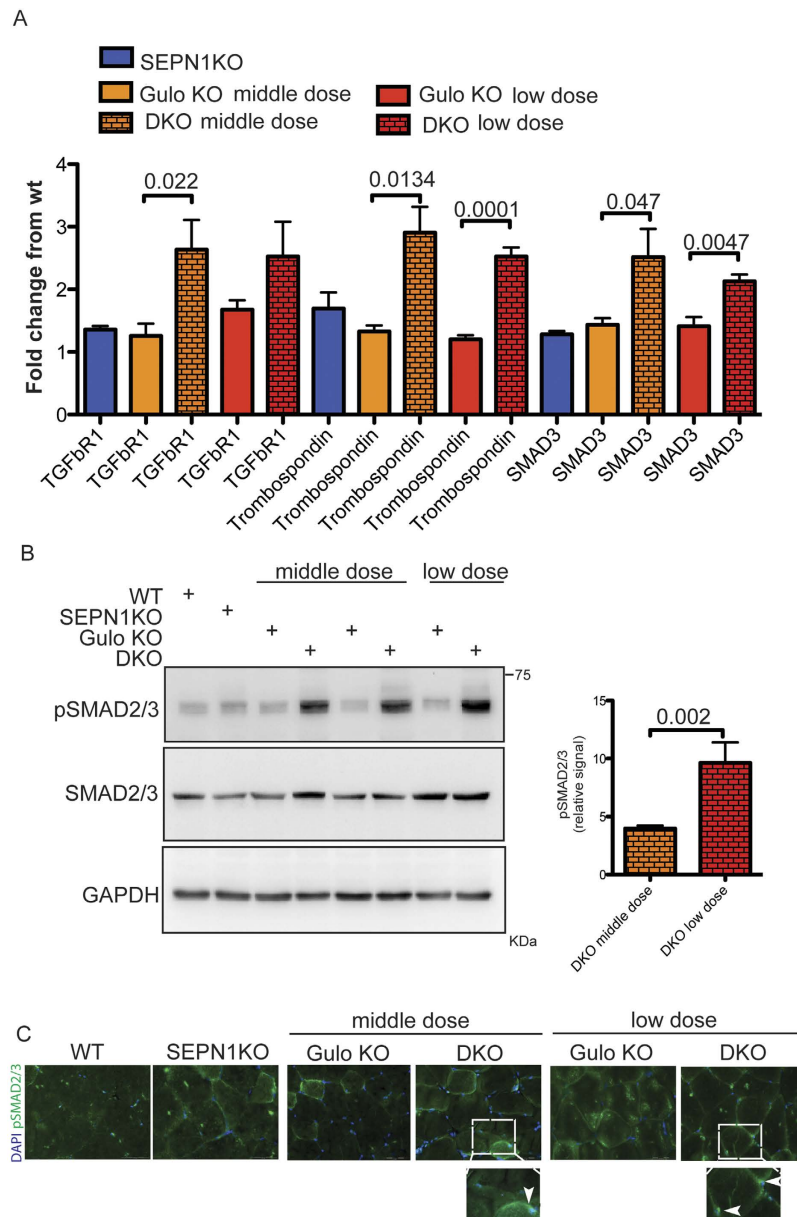 A
SEPN1KO
Gulo KO middle dose
Gulo KO low dose
DKO middle dose
DKO low dose
Fold change from wt
4
3
2
1
0
0.022
0.0134
0.0001
0.047
0.0047
TGFbR1
TGFbR1
TGFbR1
TGFbR1
TGFbR1
Trombospondin
Trombospondin
Trombospondin
Trombospondin
Trombospondin
SMAD3
SMAD3
SMAD3
SMAD3
SMAD3
B
middle dose
low dose
WT +
SEPN1KO +
Gulo KO + + +
DKO + + +
75
pSMAD2/3
SMAD2/3
GAPDH
KDa
pSMAD2/3
(relative signal)
15
10
5
0
0.002
DKO middle dose
DKO low dose
C
middle dose
low dose
WT
SEPN1KO
Gulo KO
DKO
Gulo KO
DKO
DAPI pSMAD2/3